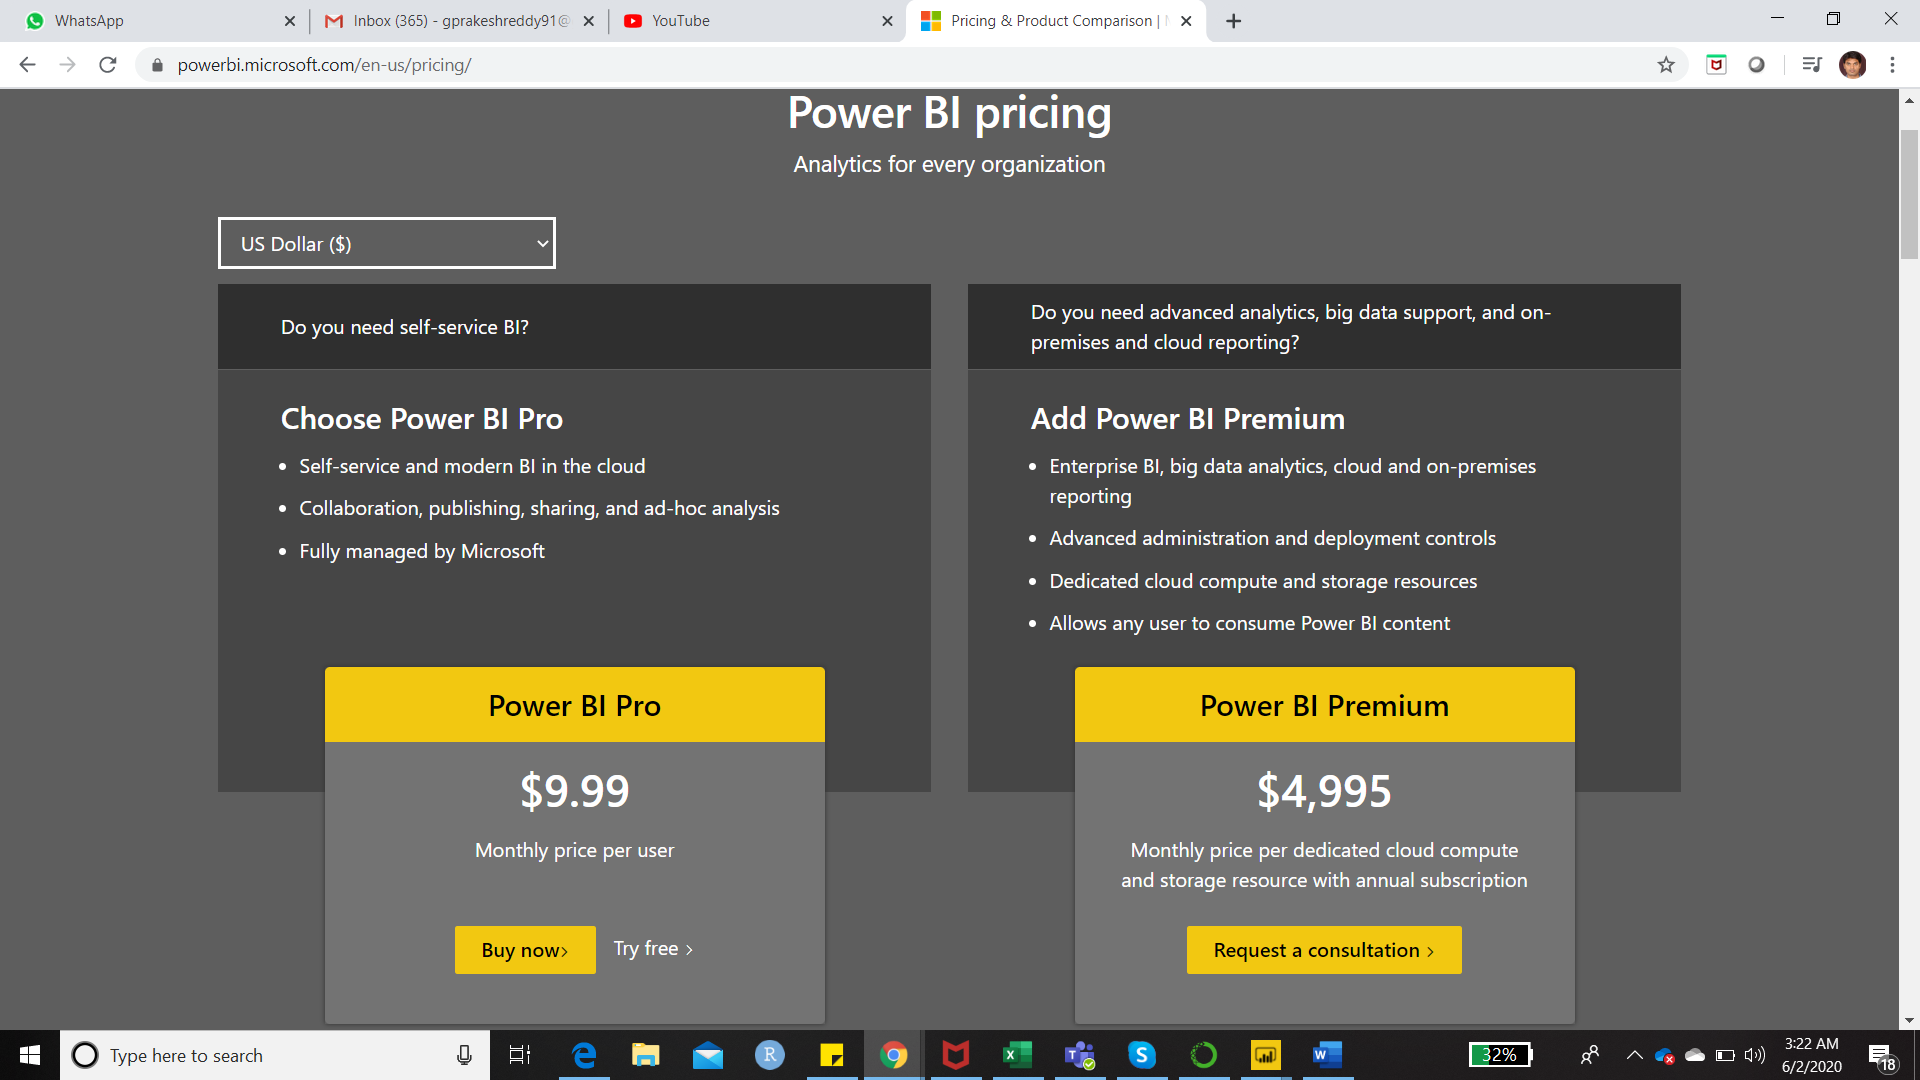 WhatsApp
Inbox (365) - gprakeshreddy91@
YouTube
Pricing & Product Comparison |
powerbi.microsoft.com/en-us/pricing/
Power BI pricing
Analytics for every organization
US Dollar ($)
Do you need self-service BI?
Choose Power BI Pro
• Self-service and modern BI in the cloud
• Collaboration, publishing, sharing, and ad-hoc analysis
• Fully managed by Microsoft
Power BI Pro
$9.99
Monthly price per user
Buy now›
Try free ›
Do you need advanced analytics, big data support, and on-
premises and cloud reporting?
Add Power BI Premium
• Enterprise BI, big data analytics, cloud and on-premises
reporting
• Advanced administration and deployment controls
• Dedicated cloud compute and storage resources
• Allows any user to consume Power BI content
Power BI Premium
$4,995
Monthly price per dedicated cloud compute
and storage resource with annual subscription
Request a consultation ›
Type here to search
32%
3:22 AM
6/2/2020
18